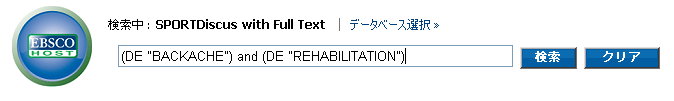 検索中 : SPORTDiscus with Full Text | データベース選択 »
EBSCO
HOST
(DE "BACKACHE") and (DE "REHABILITATION")
検索
クリア